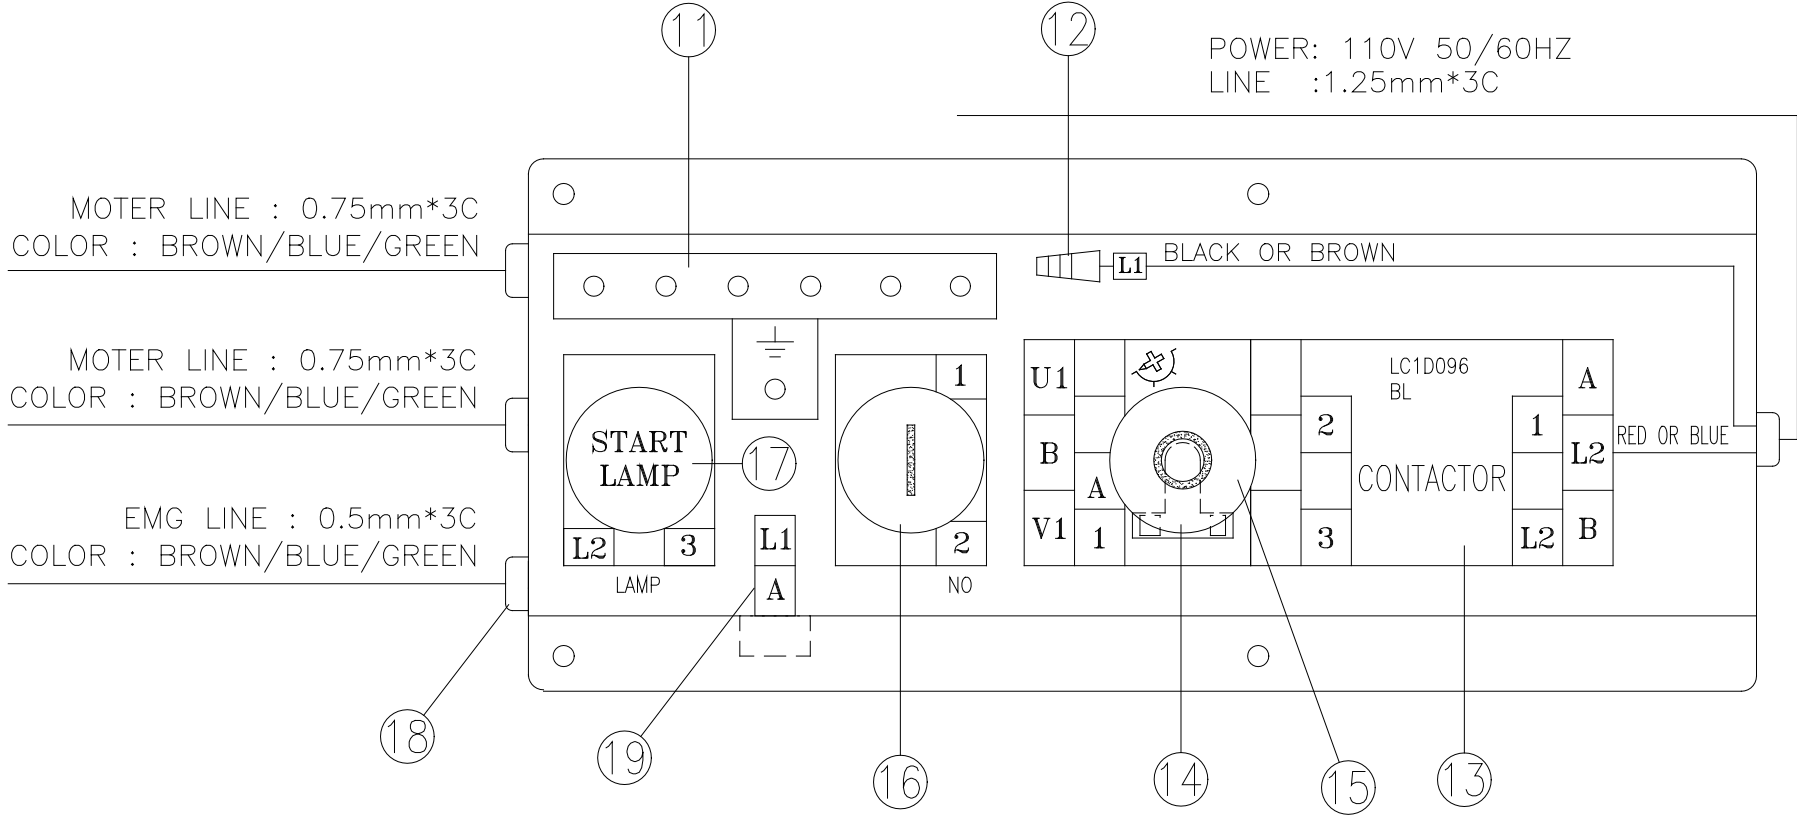 11
12
POWER: 110V 50/60HZ
LINE :1.25mm*3C
MOTER LINE : 0.75mm*3C
COLOR : BROWN/BLUE/GREEN
L1
BLACK OR BROWN
MOTER LINE : 0.75mm*3C
COLOR : BROWN/BLUE/GREEN
START
LAMP
17
1
U1
B
V1
A
1
2
3
LC1D096
BL
CONTACTOR
1
L2
A
L2
B
RED OR BLUE
EMG LINE : 0.5mm*3C
COLOR : BROWN/BLUE/GREEN
L2
3
LAMP
L1
A
2
NO
18
19
16
14
15
13